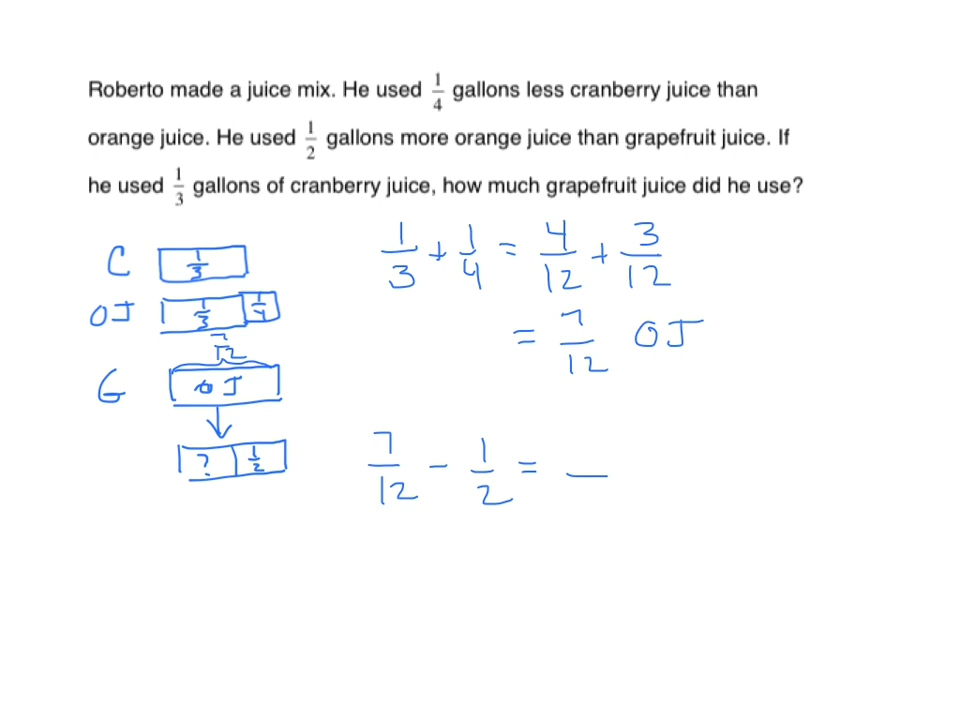 Roberto made a juice mix. He used 1/4 gallons less cranberry juice than
orange juice. He used 1/2 gallons more orange juice than grapefruit juice. If
he used 1/3 gallons of cranberry juice, how much grapefruit juice did he use?
C 1/3
1/3 + 1/4 = 4/12 + 3/12
OJ 1/3 1/4
= 7/12 OJ
7/12
G OJ
? 1/2
7/12 - 1/2 = __